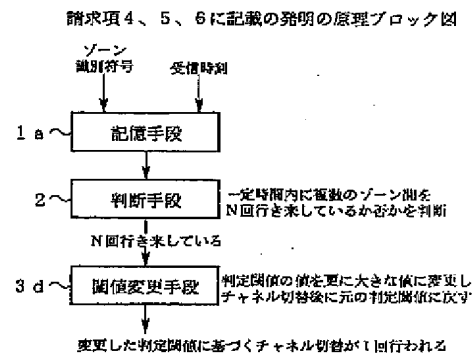 請求項4、5、6に記載の発明の原理ブロック図
ゾーン
識別符号
受信時刻
1a
記憶手段
2
判断手段
一定時間内に複数のゾーン間を
N回行き来しているか否かを判断
N回行き来している
3d
閾値変更手段
判定閾値の値を更に大きな値に変更し
チャネル切替後に元の判定閾値に戻す
変更した判定閾値に基づくチャネル切替が1回行われる